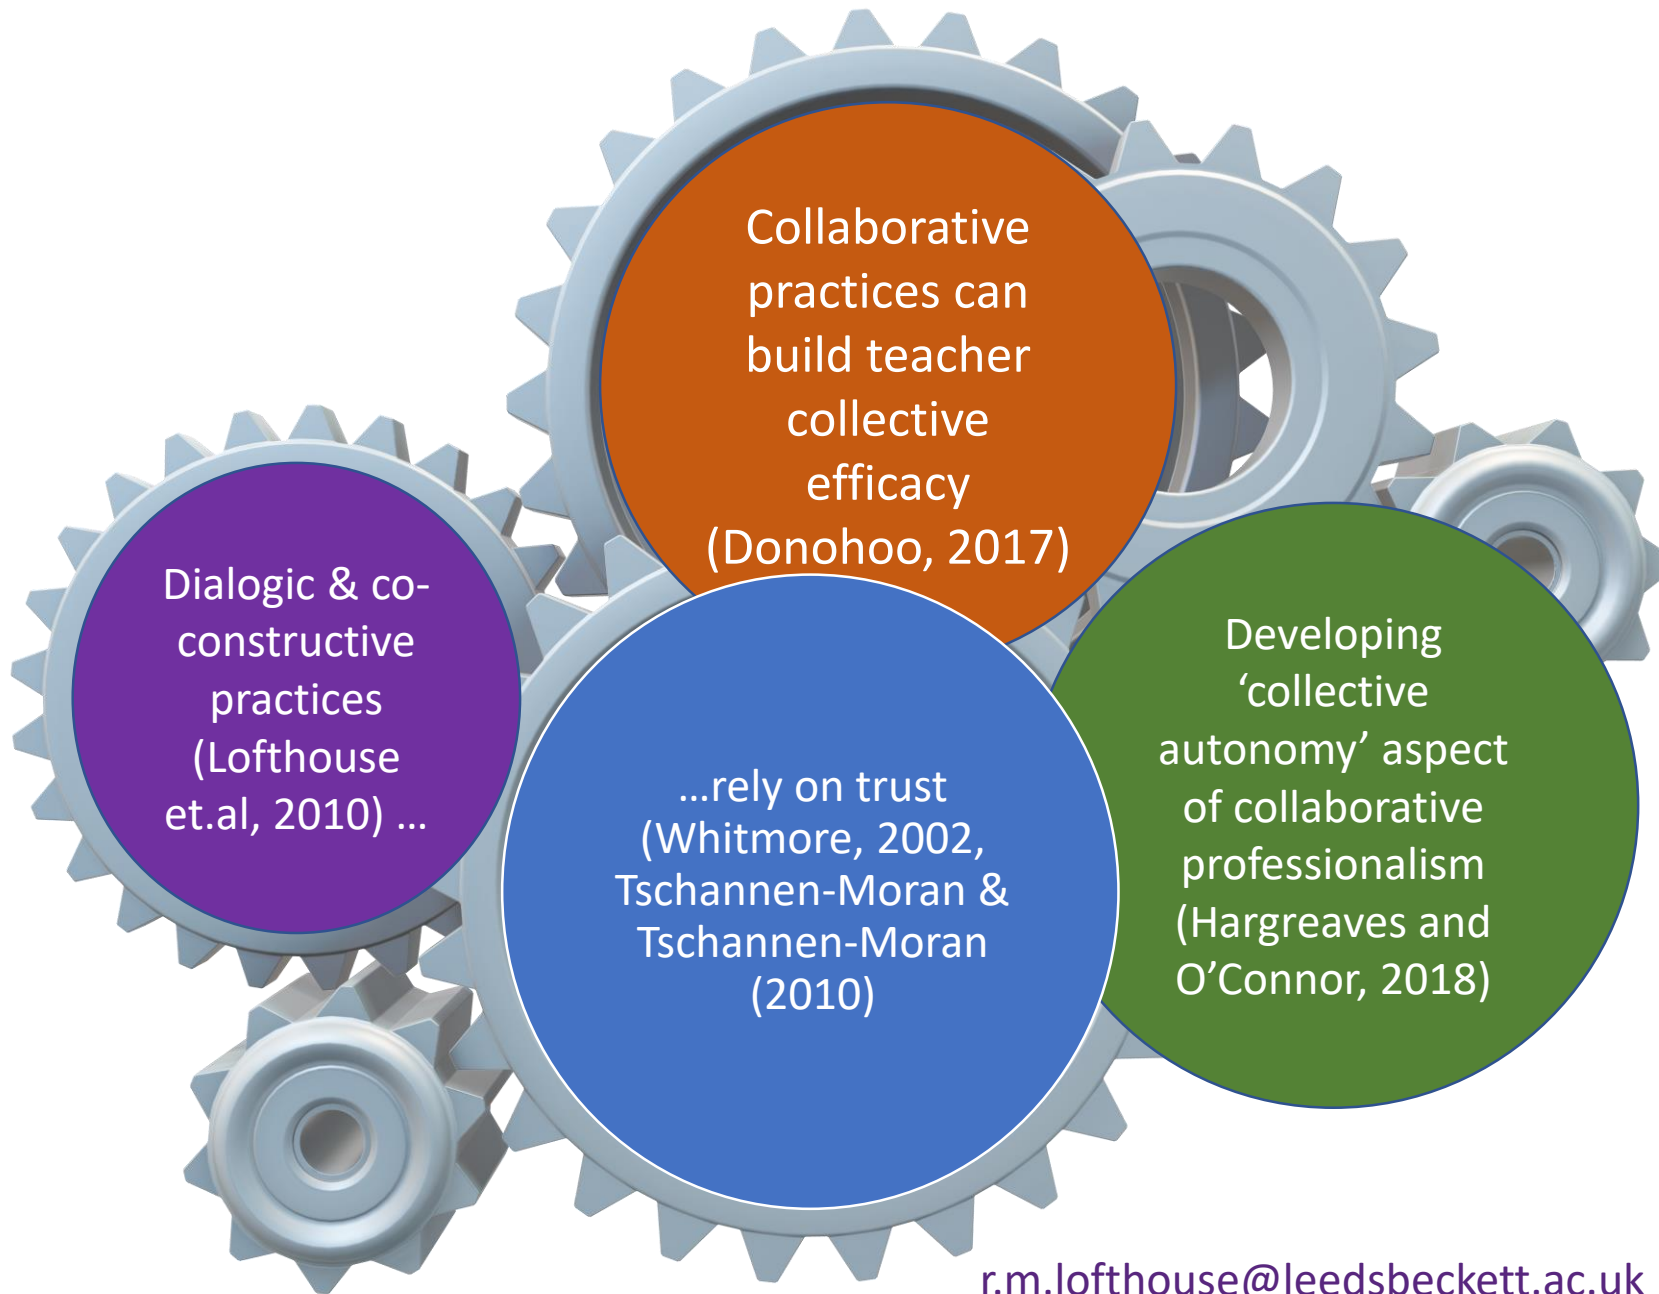 Collaborative
practices can
build teacher
collective
efficacy
(Donohoo, 2017)
Dialogic & co-
constructive
practices
(Lofthouse
et.al, 2010) …
…rely on trust
(Whitmore, 2002,
Tschannen-Moran &
Tschannen-Moran
(2010)
Developing
‘collective
autonomy’ aspect
of collaborative
professionalism
(Hargreaves and
O’Connor, 2018)
r.m.lofthouse@leedsbeckett.ac.uk